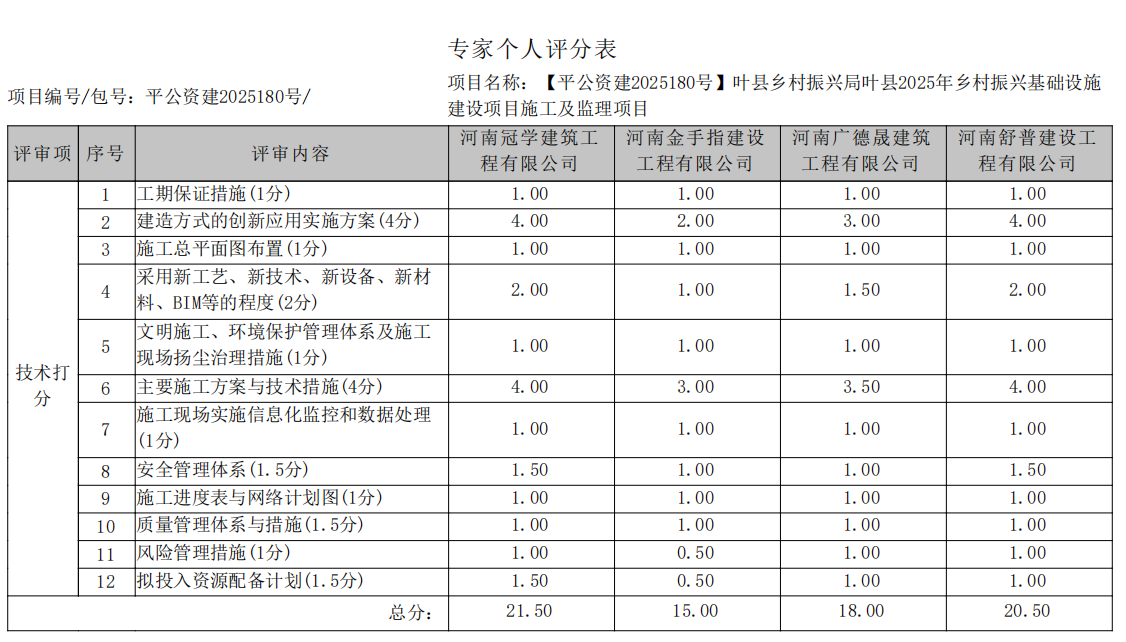 专家个人评分表
项目编号/包号：平公资建2025180号/
项目名称：【平公资建2025180号】叶县乡村振兴局叶县2025年乡村振兴基础设施
建设项目施工及监理项目
评审项 序号 评审内容 河南冠学建筑工程有限公司 河南金手指建设工程有限公司 河南广德晟建筑工程有限公司 河南舒普建设工程有限公司
技术打分
1 工期保证措施(1分) 1.00 1.00 1.00 1.00
2 建造方式的创新应用实施方案(4分) 4.00 2.00 3.00 4.00
3 施工总平面图布置(1分) 1.00 1.00 1.00 1.00
4 采用新工艺、新技术、新设备、新材料、BIM等的程度(2分) 2.00 1.00 1.50 2.00
5 文明施工、环境保护管理体系及施工现场扬尘治理措施(1分) 1.00 1.00 1.00 1.00
6 主要施工方案与技术措施(4分) 4.00 3.00 3.50 4.00
7 施工现场实施信息化监控和数据处理(1分) 1.00 1.00 1.00 1.00
8 安全管理体系(1.5分) 1.50 1.00 1.00 1.50
9 施工进度表与网络计划图(1分) 1.00 1.00 1.00 1.00
10 质量管理体系与措施(1.5分) 1.00 1.00 1.00 1.00
11 风险管理措施(1分) 1.00 0.50 1.00 1.00
12 拟投入资源配备计划(1.5分) 1.50 0.50 1.00 1.00
总分： 21.50 15.00 18.00 20.50